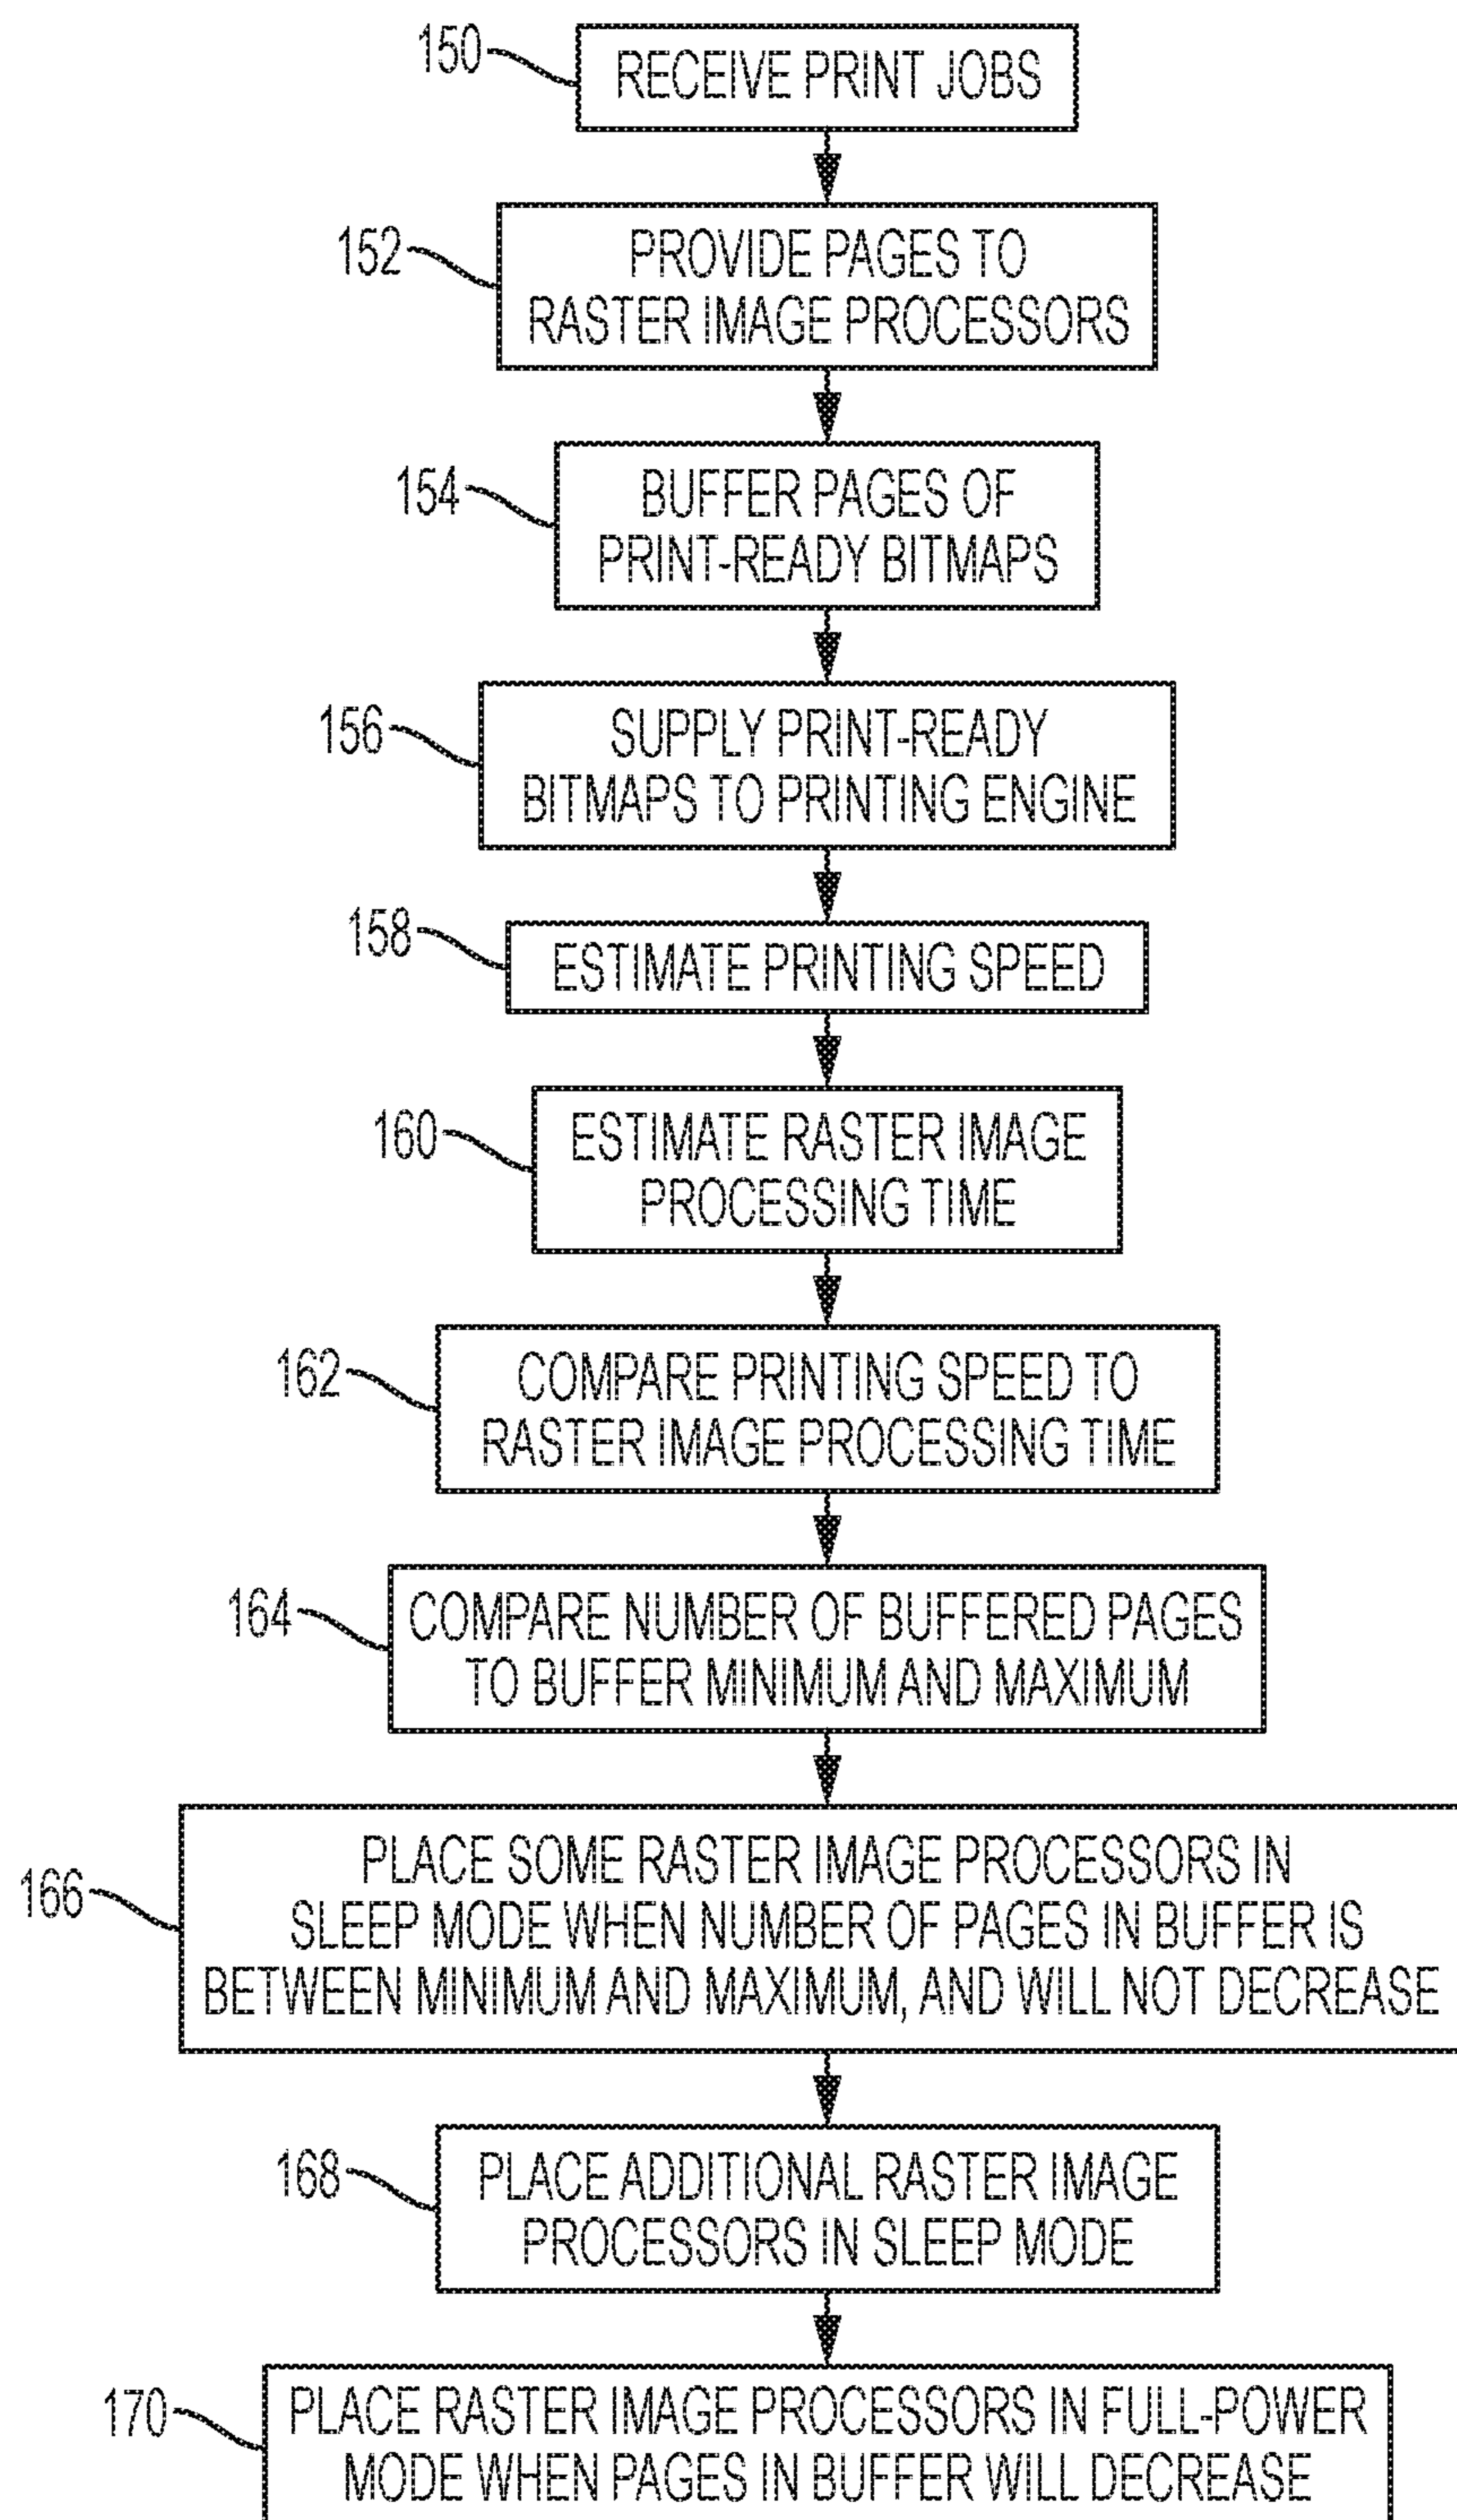 150
RECEIVE PRINT JOBS
152
PROVIDE PAGES TO
RASTER IMAGE PROCESSORS
154
BUFFER PAGES OF
PRINT-READY BITMAPS
156
SUPPLY PRINT-READY
BITMAPS TO PRINTING ENGINE
158
ESTIMATE PRINTING SPEED
160
ESTIMATE RASTER IMAGE
PROCESSING TIME
162
COMPARE PRINTING SPEED TO
RASTER IMAGE PROCESSING TIME
164
COMPARE NUMBER OF BUFFERED PAGES
TO BUFFER MINIMUM AND MAXIMUM
166
PLACE SOME RASTER IMAGE PROCESSORS IN
SLEEP MODE WHEN NUMBER OF PAGES IN BUFFER IS
BETWEEN MINIMUM AND MAXIMUM, AND WILL NOT DECREASE
168
PLACE ADDITIONAL RASTER IMAGE
PROCESSORS IN SLEEP MODE
170
PLACE RASTER IMAGE PROCESSORS IN FULL-POWER
MODE WHEN PAGES IN BUFFER WILL DECREASE